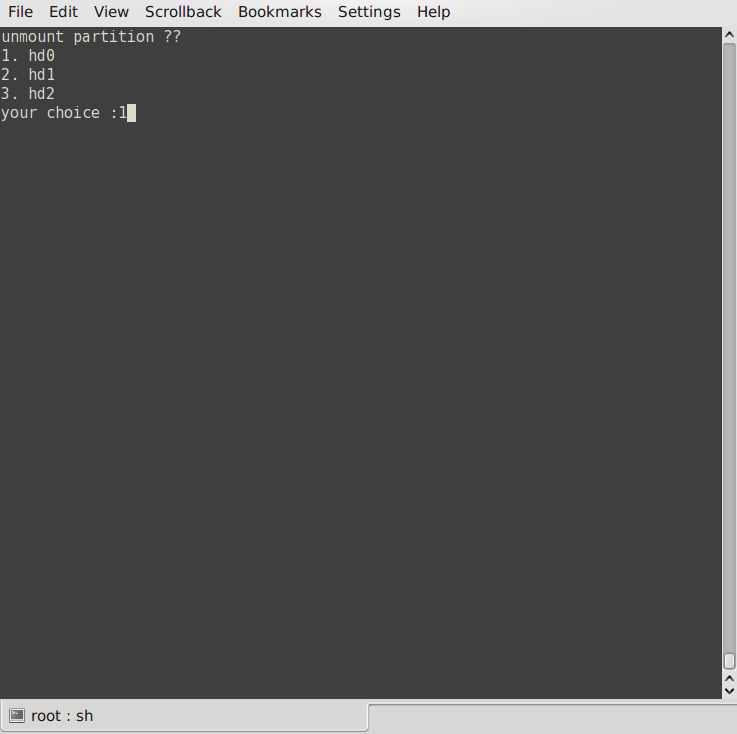 File Edit View Scrollback Bookmarks Settings Help
unmount partition ??
1. hd0
2. hd1
3. hd2
your choice :1
root : sh